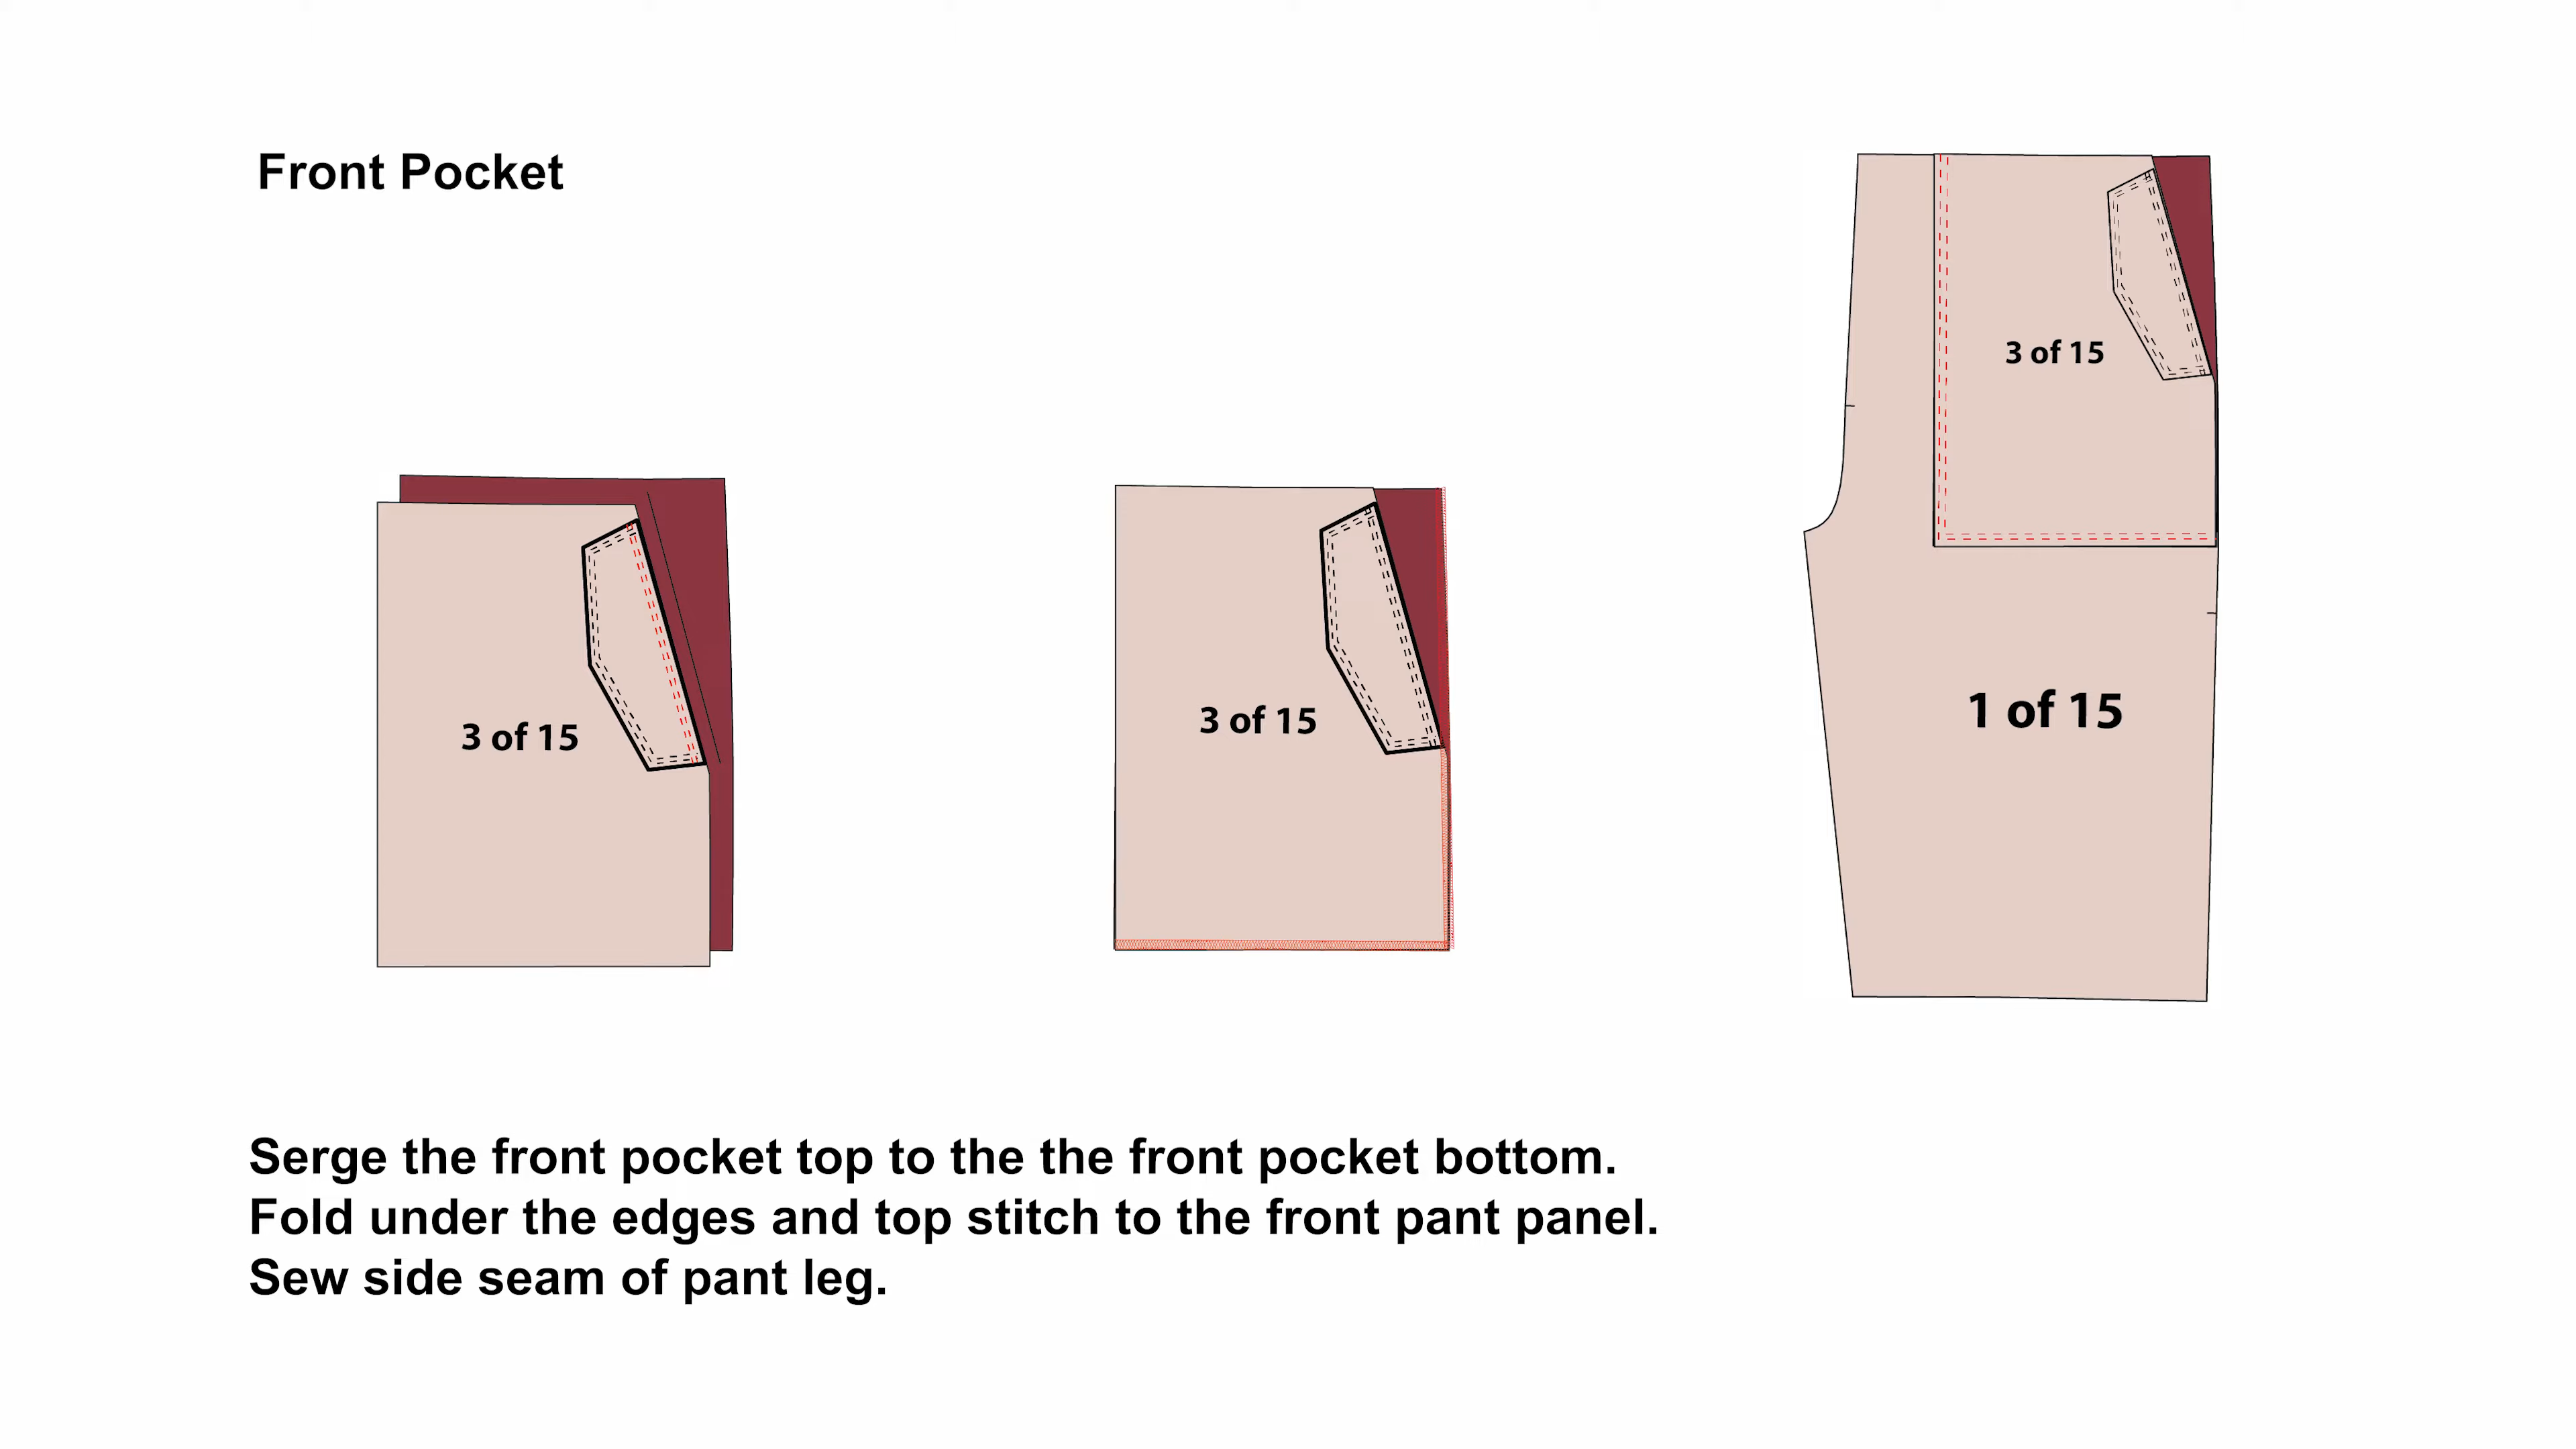 Front Pocket
3 of 15
3 of 15
3 of 15
1 of 15
Serge the front pocket top to the the front pocket bottom.
Fold under the edges and top stitch to the front pant panel.
Sew side seam of pant leg.